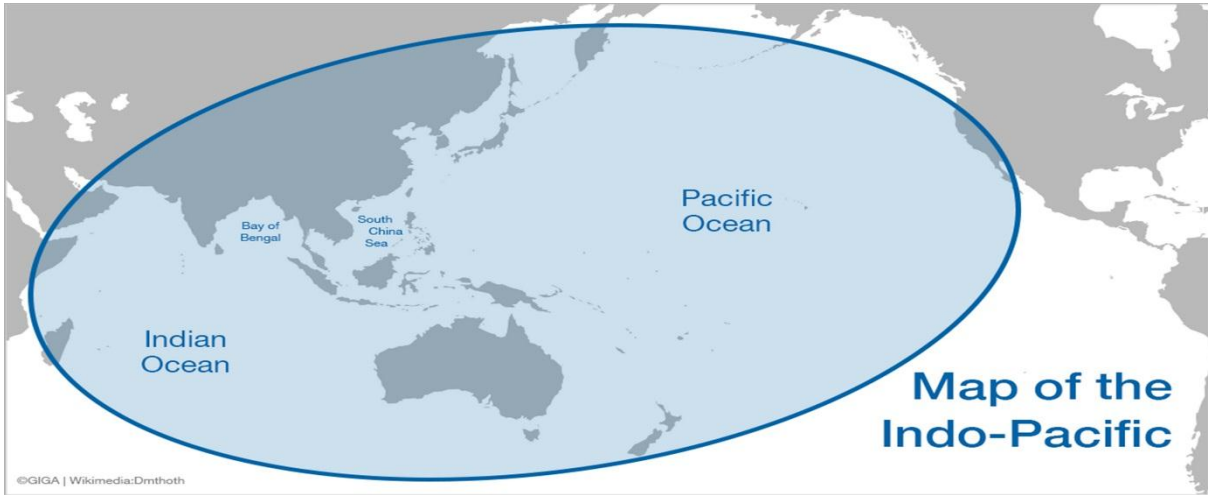 Pacific
Ocean
Bay of
Bengal
South
China
Sea
Indian
Ocean
Map of the
Indo-Pacific
©GIGA | Wikimedia:Dmthoth